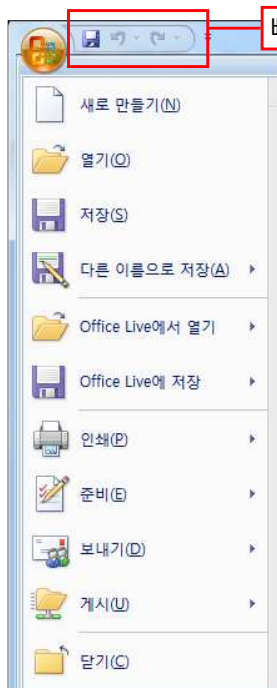 새로 만들기(N)
열기(O)
저장(S)
다른 이름으로 저장(A)
Office Live에서 열기
Office Live에 저장
인쇄(P)
준비(E)
보내기(D)
게시(U)
닫기(C)